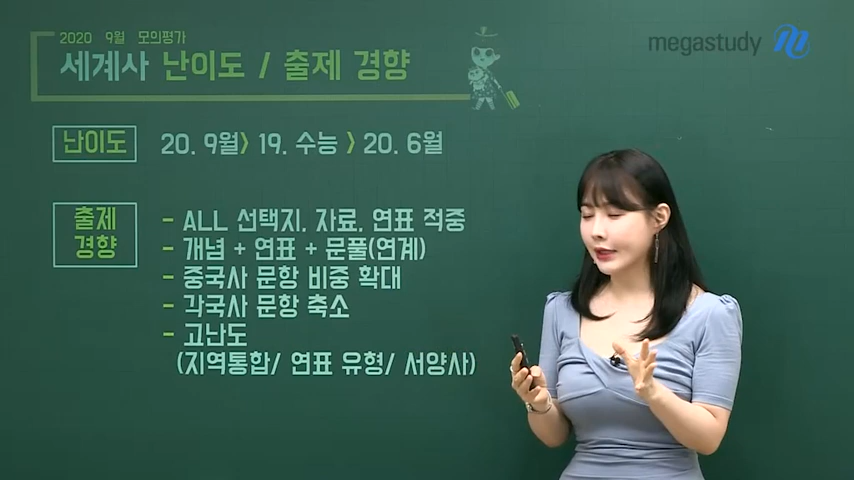 2020 9월 모의평가
megastudy
세계사 난이도 / 출제 경향
난이도
20. 9월> 19. 수능 > 20. 6월
출제
경향
- ALL 선택지, 자료, 연표 적중
- 개념 + 연표 + 문풀(연계)
- 중국사 문항 비중 확대
- 각국사 문항 축소
- 고난도
(지역통합/ 연표 유형/ 서양사)